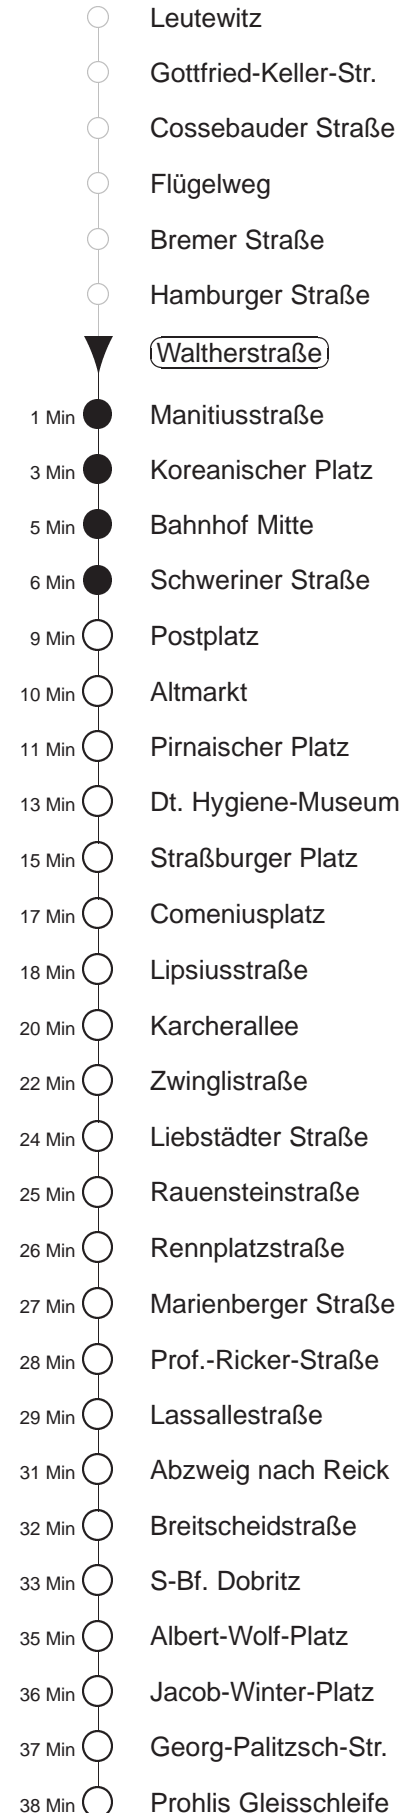 Leutewitz
Gottfried-Keller-Str.
Cossebauder Straße
Flügelweg
Bremer Straße
Hamburger Straße
Waltherstraße
1 Min Manitiusstraße
3 Min Koreanischer Platz
5 Min Bahnhof Mitte
6 Min Schweriner Straße
9 Min Postplatz
10 Min Altmarkt
11 Min Pirnaischer Platz
13 Min Dt. Hygiene-Museum
15 Min Straßburger Platz
17 Min Comeniusplatz
18 Min Lipsiusstraße
20 Min Karcherallee
22 Min Zwinglistraße
24 Min Liebstädter Straße
25 Min Rauensteinstraße
26 Min Rennplatzstraße
27 Min Marienberger Straße
28 Min Prof.-Ricker-Straße
29 Min Lassallestraße
31 Min Abzweig nach Reick
32 Min Breitscheidstraße
33 Min S-Bf. Dobritz
35 Min Albert-Wolf-Platz
36 Min Jacob-Winter-Platz
37 Min Georg-Palitzsch-Str.
38 Min Prohlis Gleisschleife